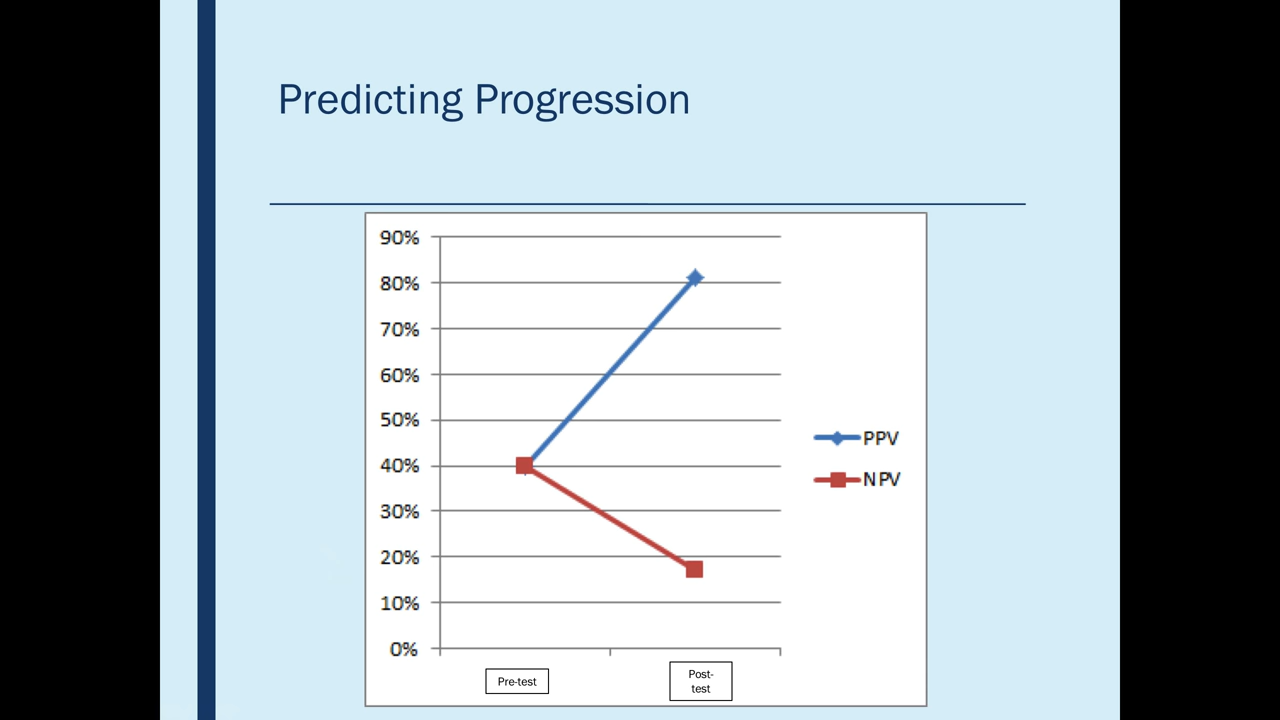 Predicting Progression
90%
80%
70%
60%
50%
40%
30%
20%
10%
0%
PPV
NPV
Pre-test
Post-
test